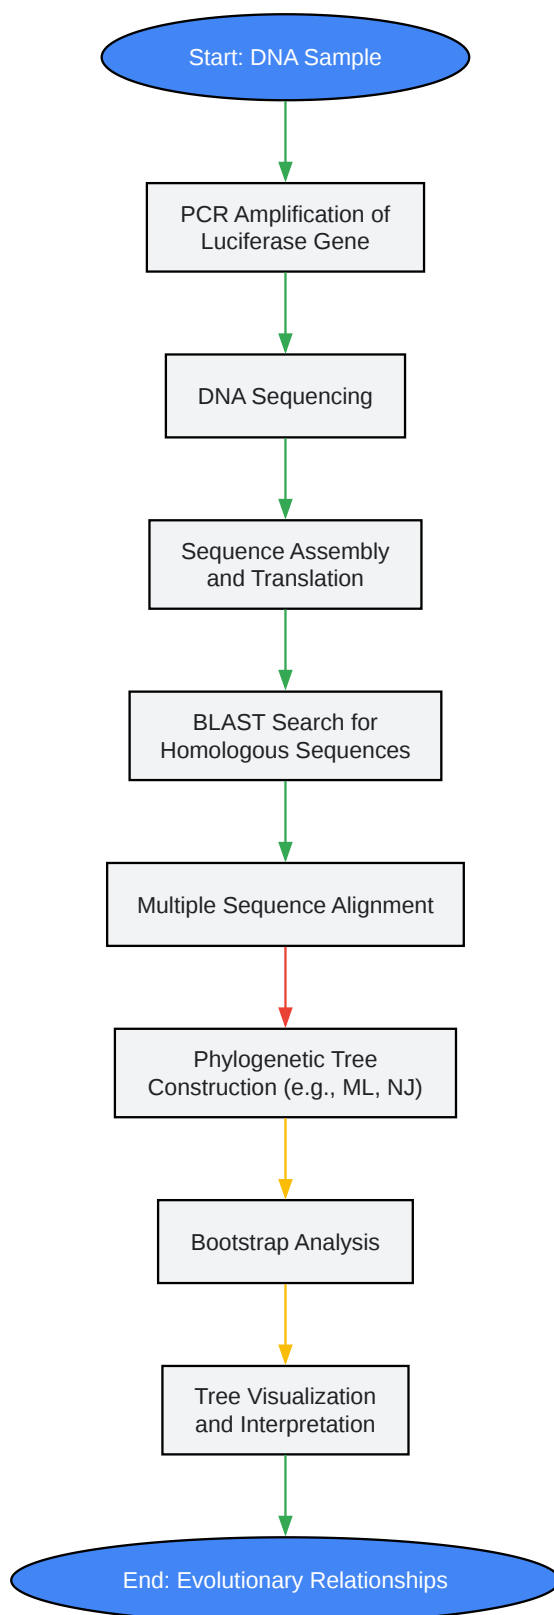 Start: DNA Sample
PCR Amplification of
Luciferase Gene
DNA Sequencing
Sequence Assembly
and Translation
BLAST Search for
Homologous Sequences
Multiple Sequence Alignment
Phylogenetic Tree
Construction (e.g., ML, NJ)
Bootstrap Analysis
Tree Visualization
and Interpretation
End: Evolutionary Relationships